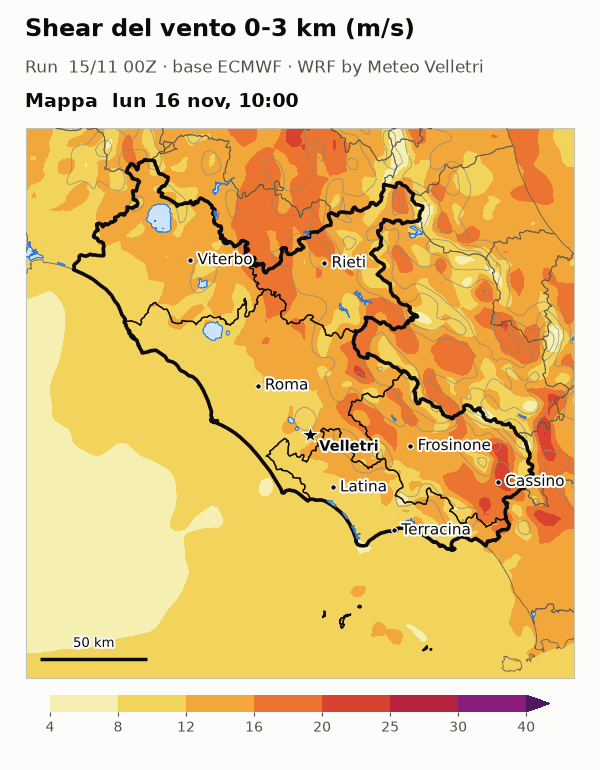 Shear del vento 0-3 km (m/s)
Run  15/11 00Z · base ECMWF · WRF by Meteo Velletri
Mappa  lun 16 nov, 10:00
Viterbo
Rieti
Roma
Velletri
Frosinone
Cassino
Latina
Terracina
50 km
4 8 12 16 20 25 30 40